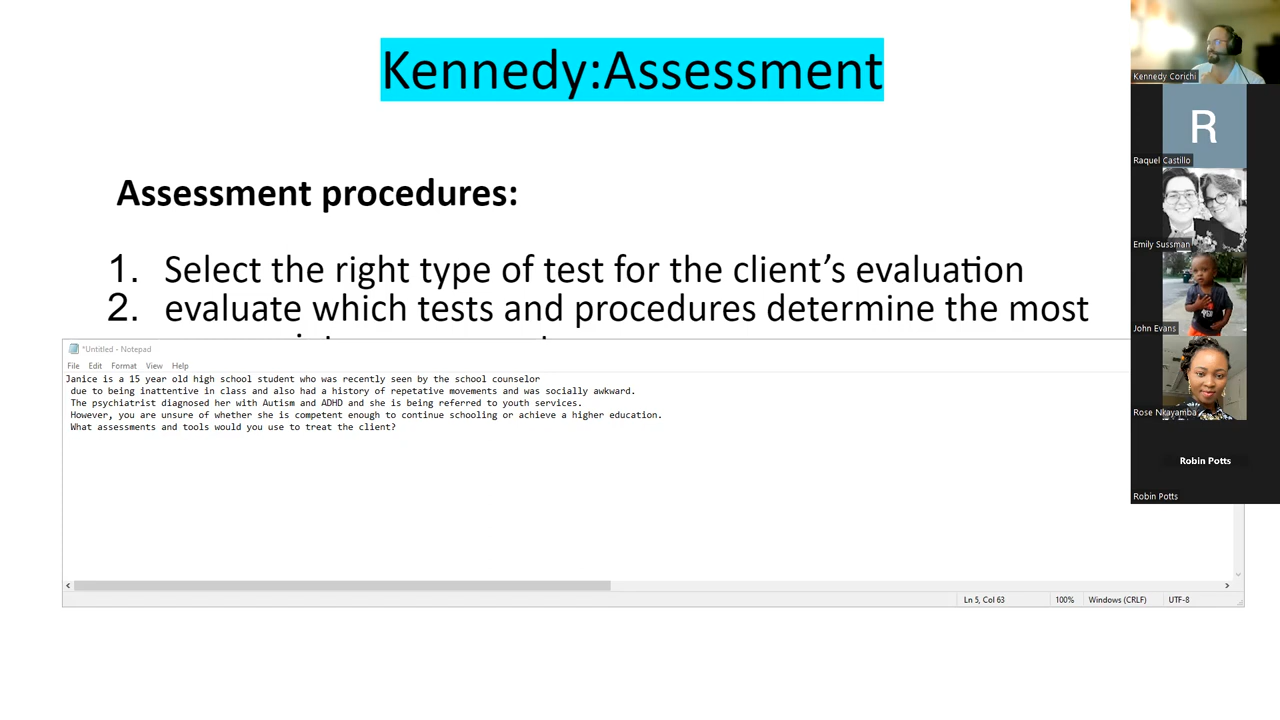 Kennedy:Assessment
Assessment procedures:
1. Select the right type of test for the client's evaluation
2. evaluate which tests and procedures determine the most
*Untitled - Notepad
File Edit Format View Help
Janice is a 15 year old high school student who was recently seen by the school counselor
due to being inattentive in class and also had a history of repetative movements and was socially awkward.
The psychiatrist diagnosed her with Autism and ADHD and she is being referred to youth services.
However, you are unsure of whether she is competent enough to continue schooling or achieve a higher education.
What assessments and tools would you use to treat the client?
Ln 5, Col 63 100% Windows (CRLF) UTF-8
Kennedy Corichi
R
Raquel Castillo
Emily Sussman
John Evans
Rose Nkayamba
Robin Potts
Robin Potts